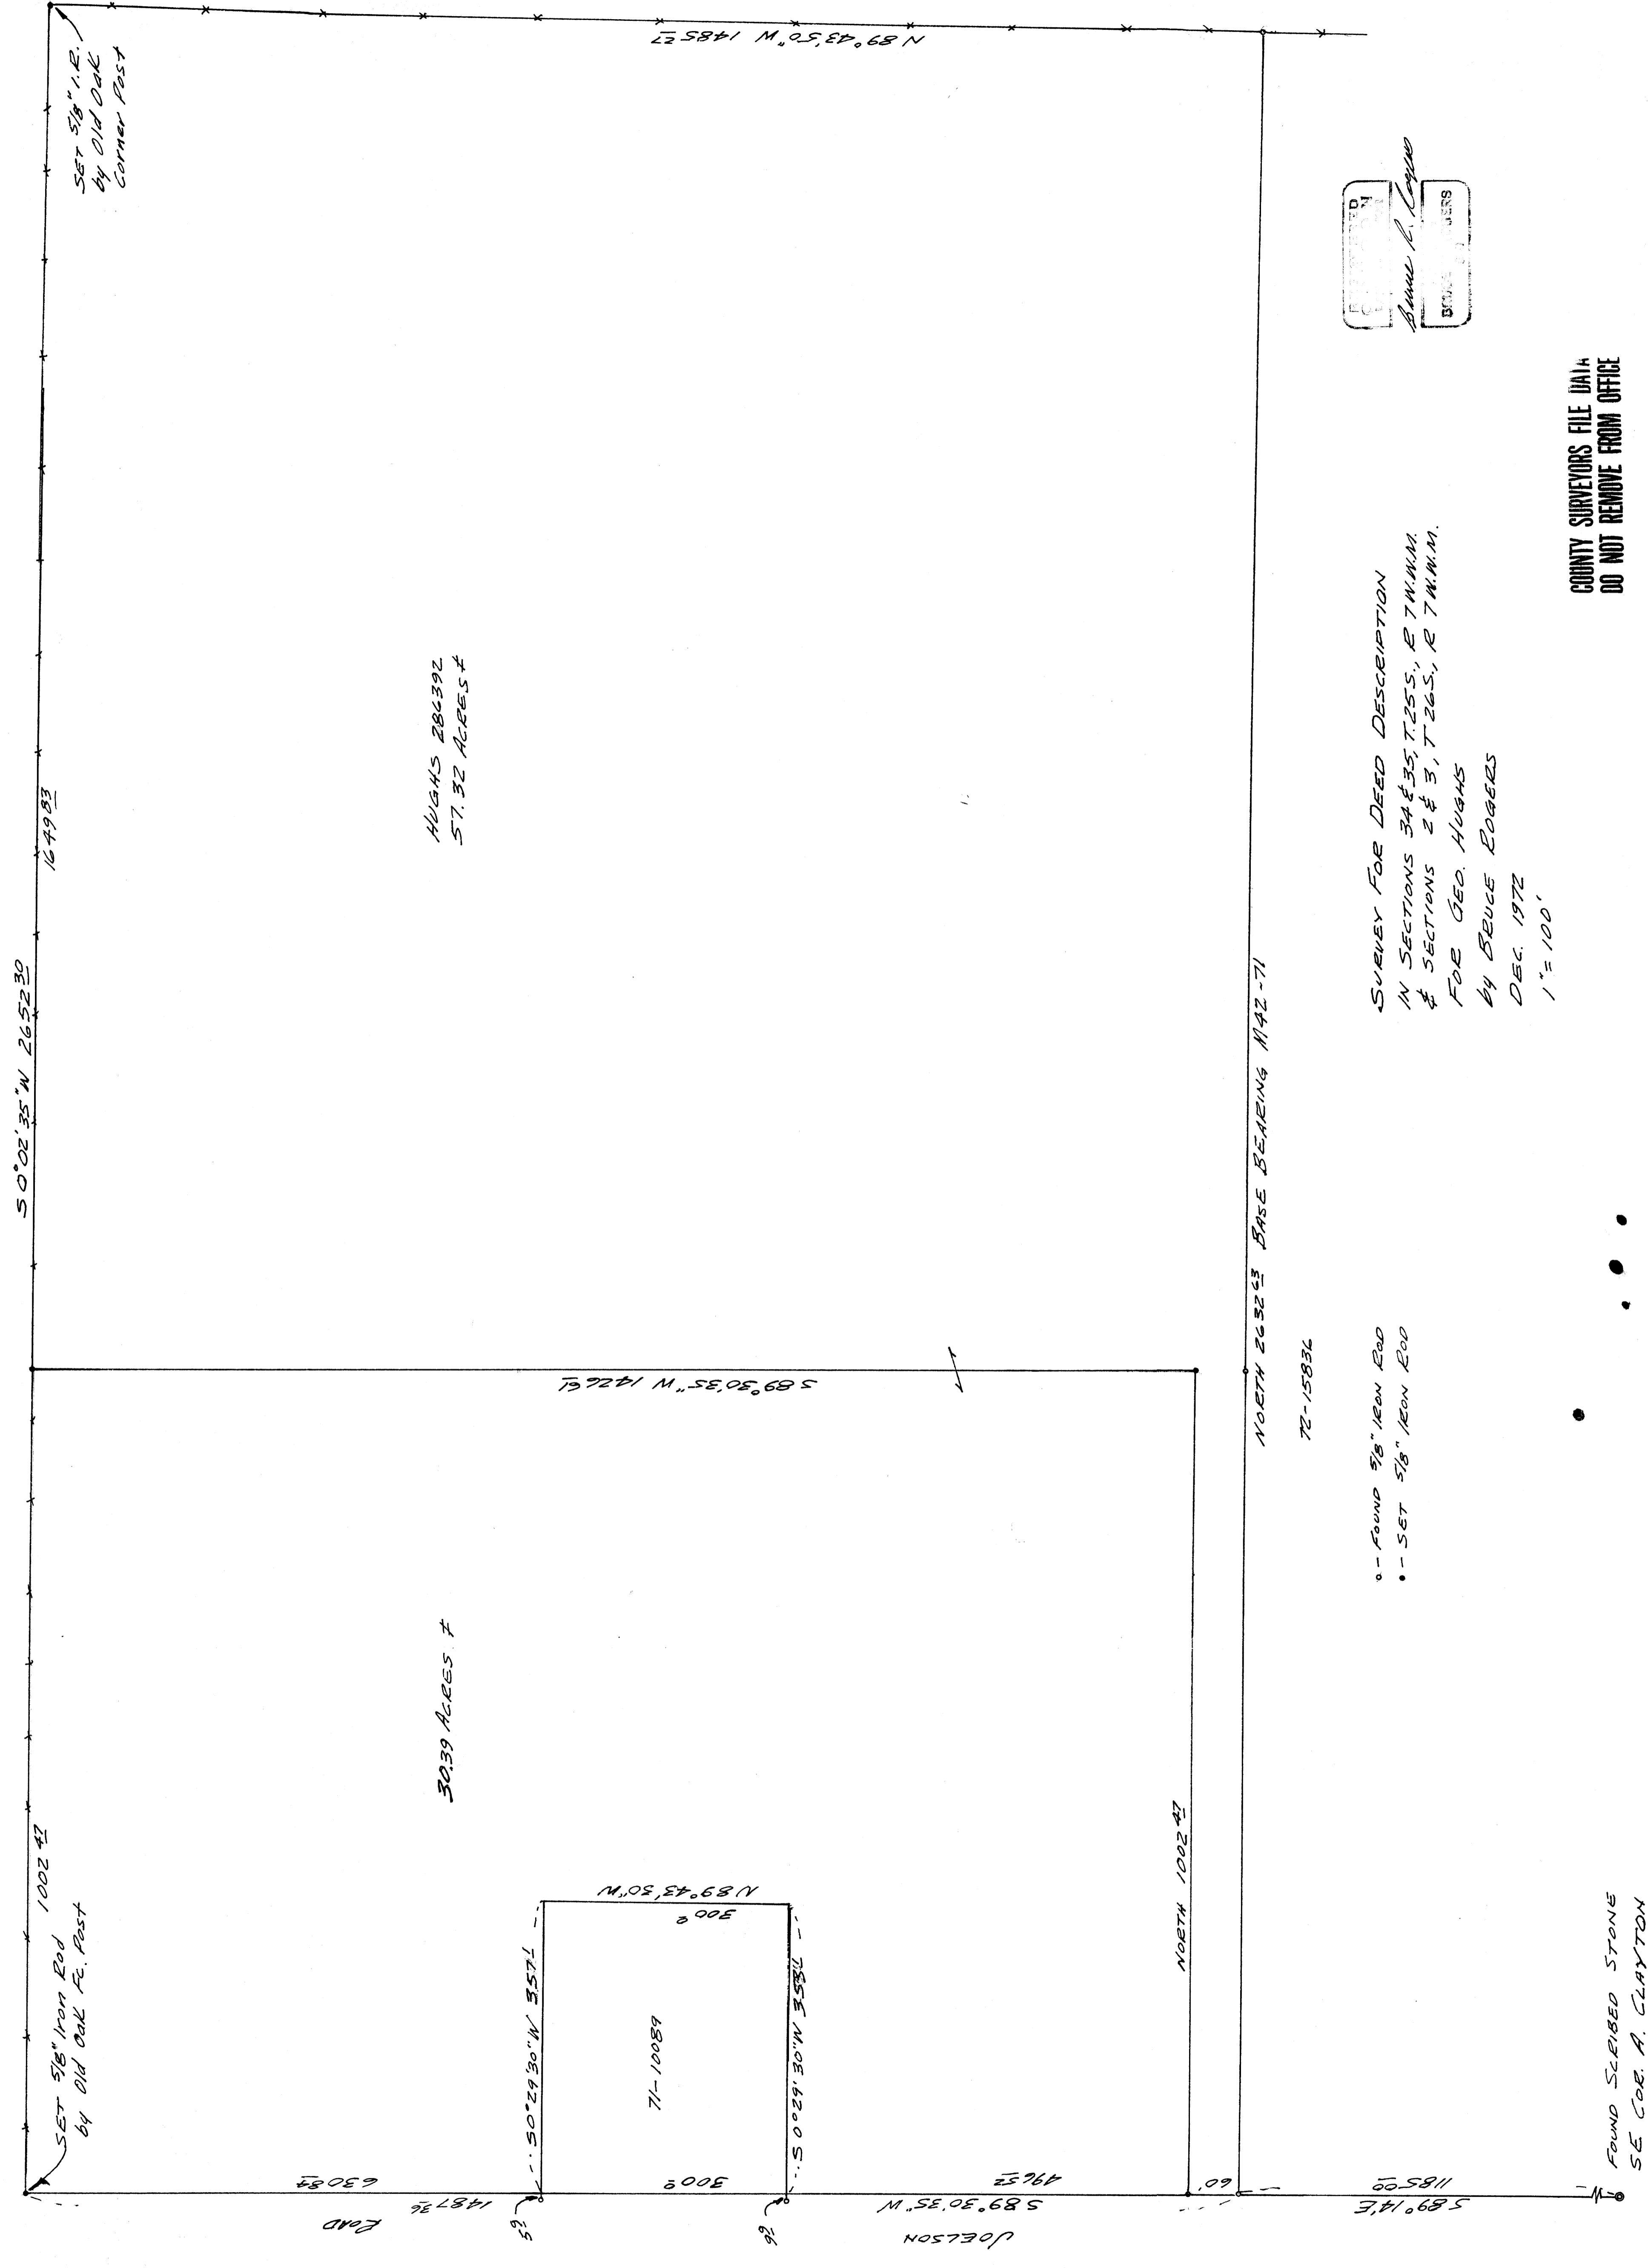 SET 5/8" I.R.
by Old Oak
Corner Post
N 89°43'50" W 1485 27
S 0°02'35" W 2652 30
1649 83
HUGHS 286392
57.32 ACRES ±
S 89°30'35" W 1426 61
30.39 ACRES ±
SET 5/8" Iron Rod
by Old Oak Fc. Post
1002 47
S 0°29'30" W 357.1
N 89°43'30" W
300 0
71-10089
S 0°29'30" W 353.1
NORTH 1002 47
630 84
1487 36
ROAD
300 0
S 89°30'35" W
496 52
JOELSON
60'
S 89°14' E
1185 00
NORTH 2632 63 BASE BEARING M42-71
72-15836
o - FOUND 5/8" IRON ROD
• - SET 5/8" IRON ROD
FOUND SCRIBED STONE
SE COR. A. CLAYTON
SURVEY FOR DEED DESCRIPTION
IN SECTIONS 34 & 35, T. 25 S., R 7 W.W.M.
& SECTIONS 2 & 3, T 26 S., R 7 W.W.M.
FOR GEO. HUGHS
by BRUCE ROGERS
DEC. 1972
1" = 100'
Bruce R. Rogers
COUNTY SURVEYORS FILE DATA
DO NOT REMOVE FROM OFFICE